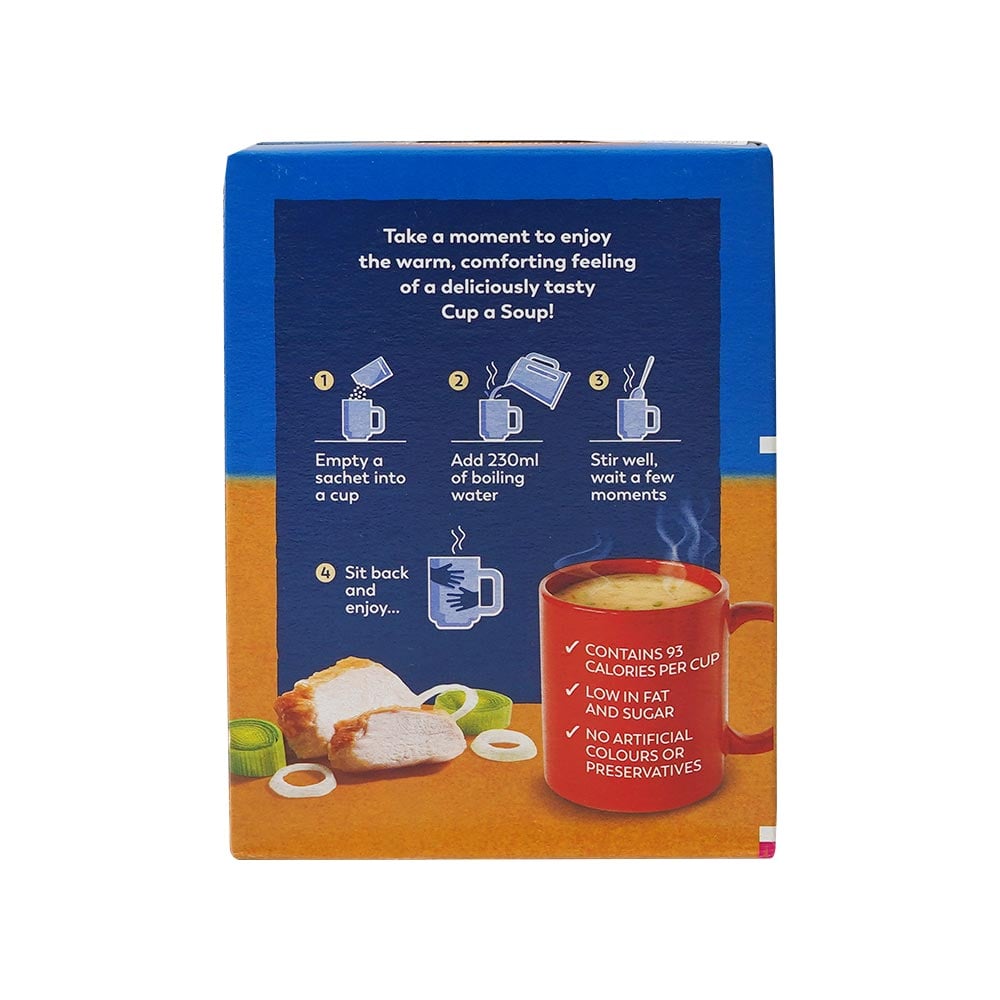 Take a moment to enjoy
the warm, comforting feeling
of a deliciously tasty
Cup a Soup!
1
Empty a
sachet into
a cup
2
Add 230ml
of boiling
water
3
Stir well,
wait a few
moments
4
Sit back
and
enjoy...
✓ CONTAINS 93
CALORIES PER CUP
✓ LOW IN FAT
AND SUGAR
✓ NO ARTIFICIAL
COLOURS OR
PRESERVATIVES